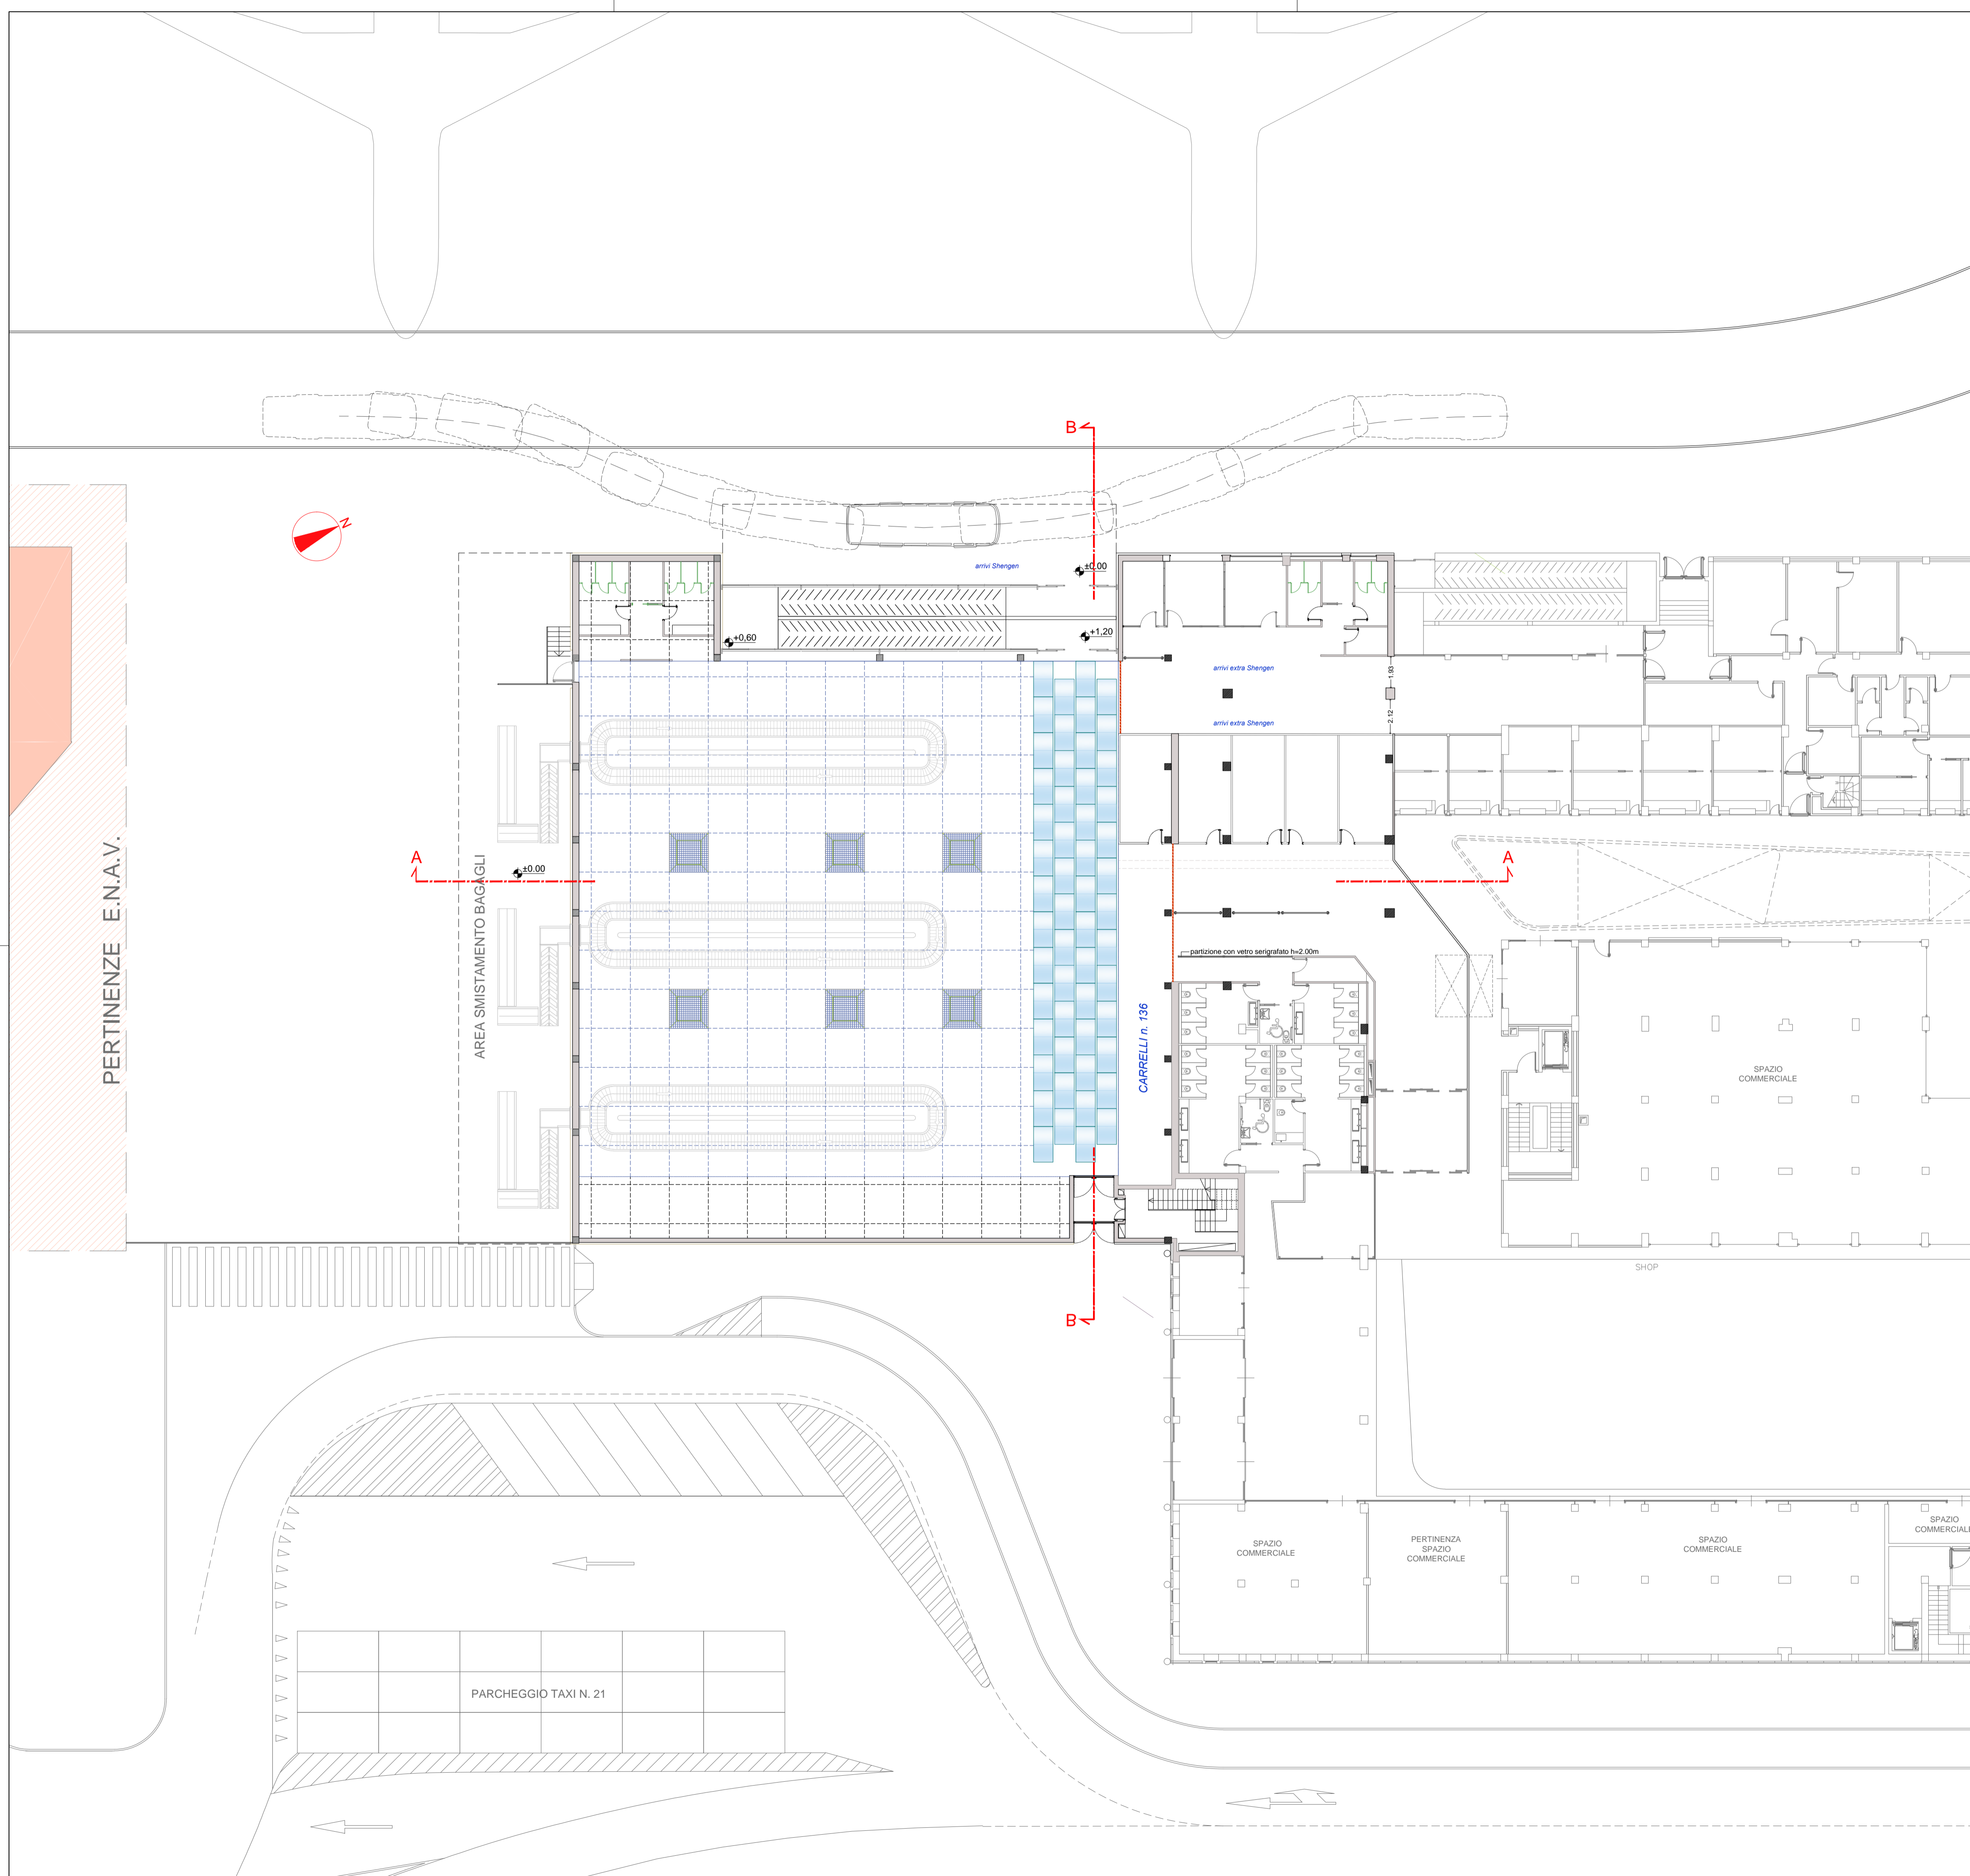 B
N
arrivi Shengen
±0.00
+0,60
+1,20
arrivi extra Shengen
1.93
arrivi extra Shengen
2.12
A
A
±0.00
PERTINENZE E.N.A.V.
AREA SMISTAMENTO BAGAGLI
partizione con vetro serigrafato h=2.00m
CARRELLI n. 136
SPAZIO
COMMERCIALE
SHOP
B
SPAZIO
COMMERCIALE
PERTINENZA
SPAZIO
COMMERCIALE
SPAZIO
COMMERCIALE
SPAZIO
COMMERCIALE
PARCHEGGIO TAXI N. 21